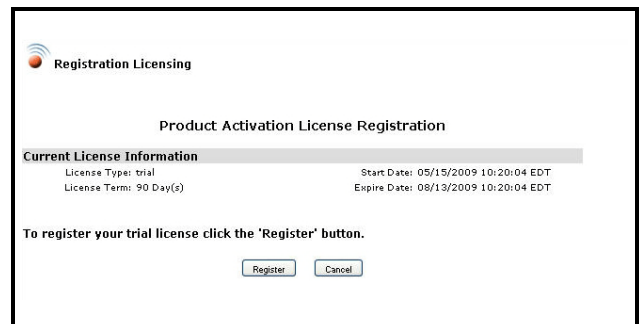 Registration Licensing
Product Activation License Registration
Current License Information
License Type: trial Start Date: 05/15/2009 10:20:04 EDT
License Term: 90 Day(s) Expire Date: 08/13/2009 10:20:04 EDT
To register your trial license click the 'Register' button.
Register Cancel